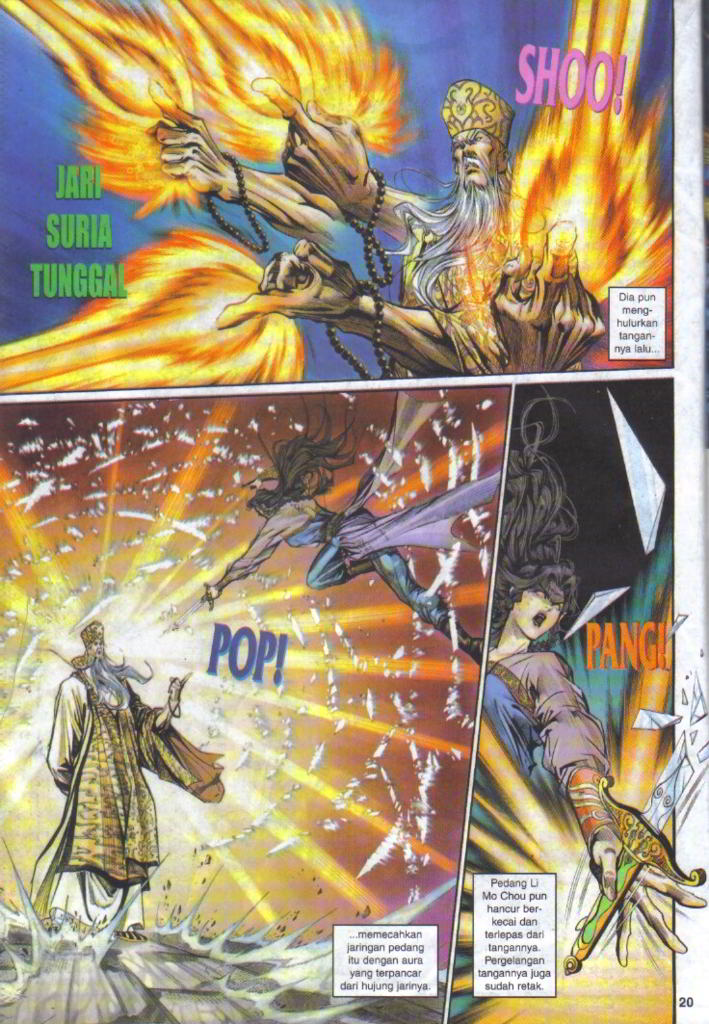 SHOO!
JARI
SURIA
TUNGGAL
Dia pun
meng-
hulurkan
tangan-
nya lalu...
POP!
PANG!
...memecahkan
jaringan pedang
itu dengan aura
yang terpancar
dari hujung jarinya.
Pedang Li
Mo Chou pun
hancur ber-
kecai dan
terlepas dari
tangannya.
Pergelangan
tangannya juga
sudah retak.
20